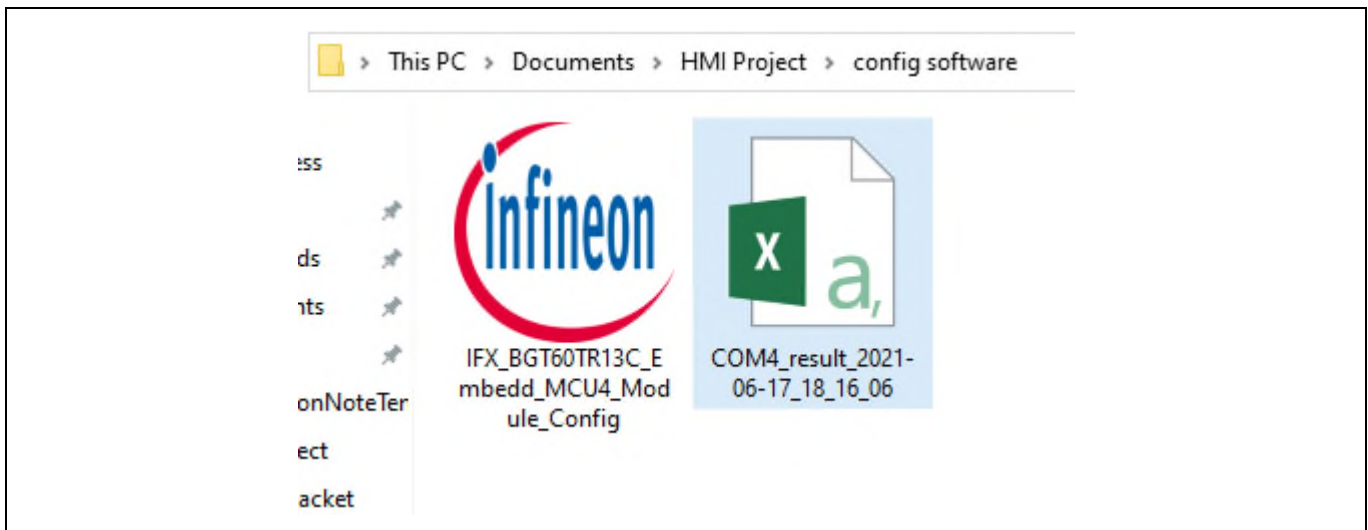 > This PC > Documents > HMI Project > config software
ess
ds
nts
onNoteTer
ect
acket
infineon
IFX_BGT60TR13C_E
mbedd_MCU4_Mod
ule_Config
X a,
COM4_result_2021-
06-17_18_16_06